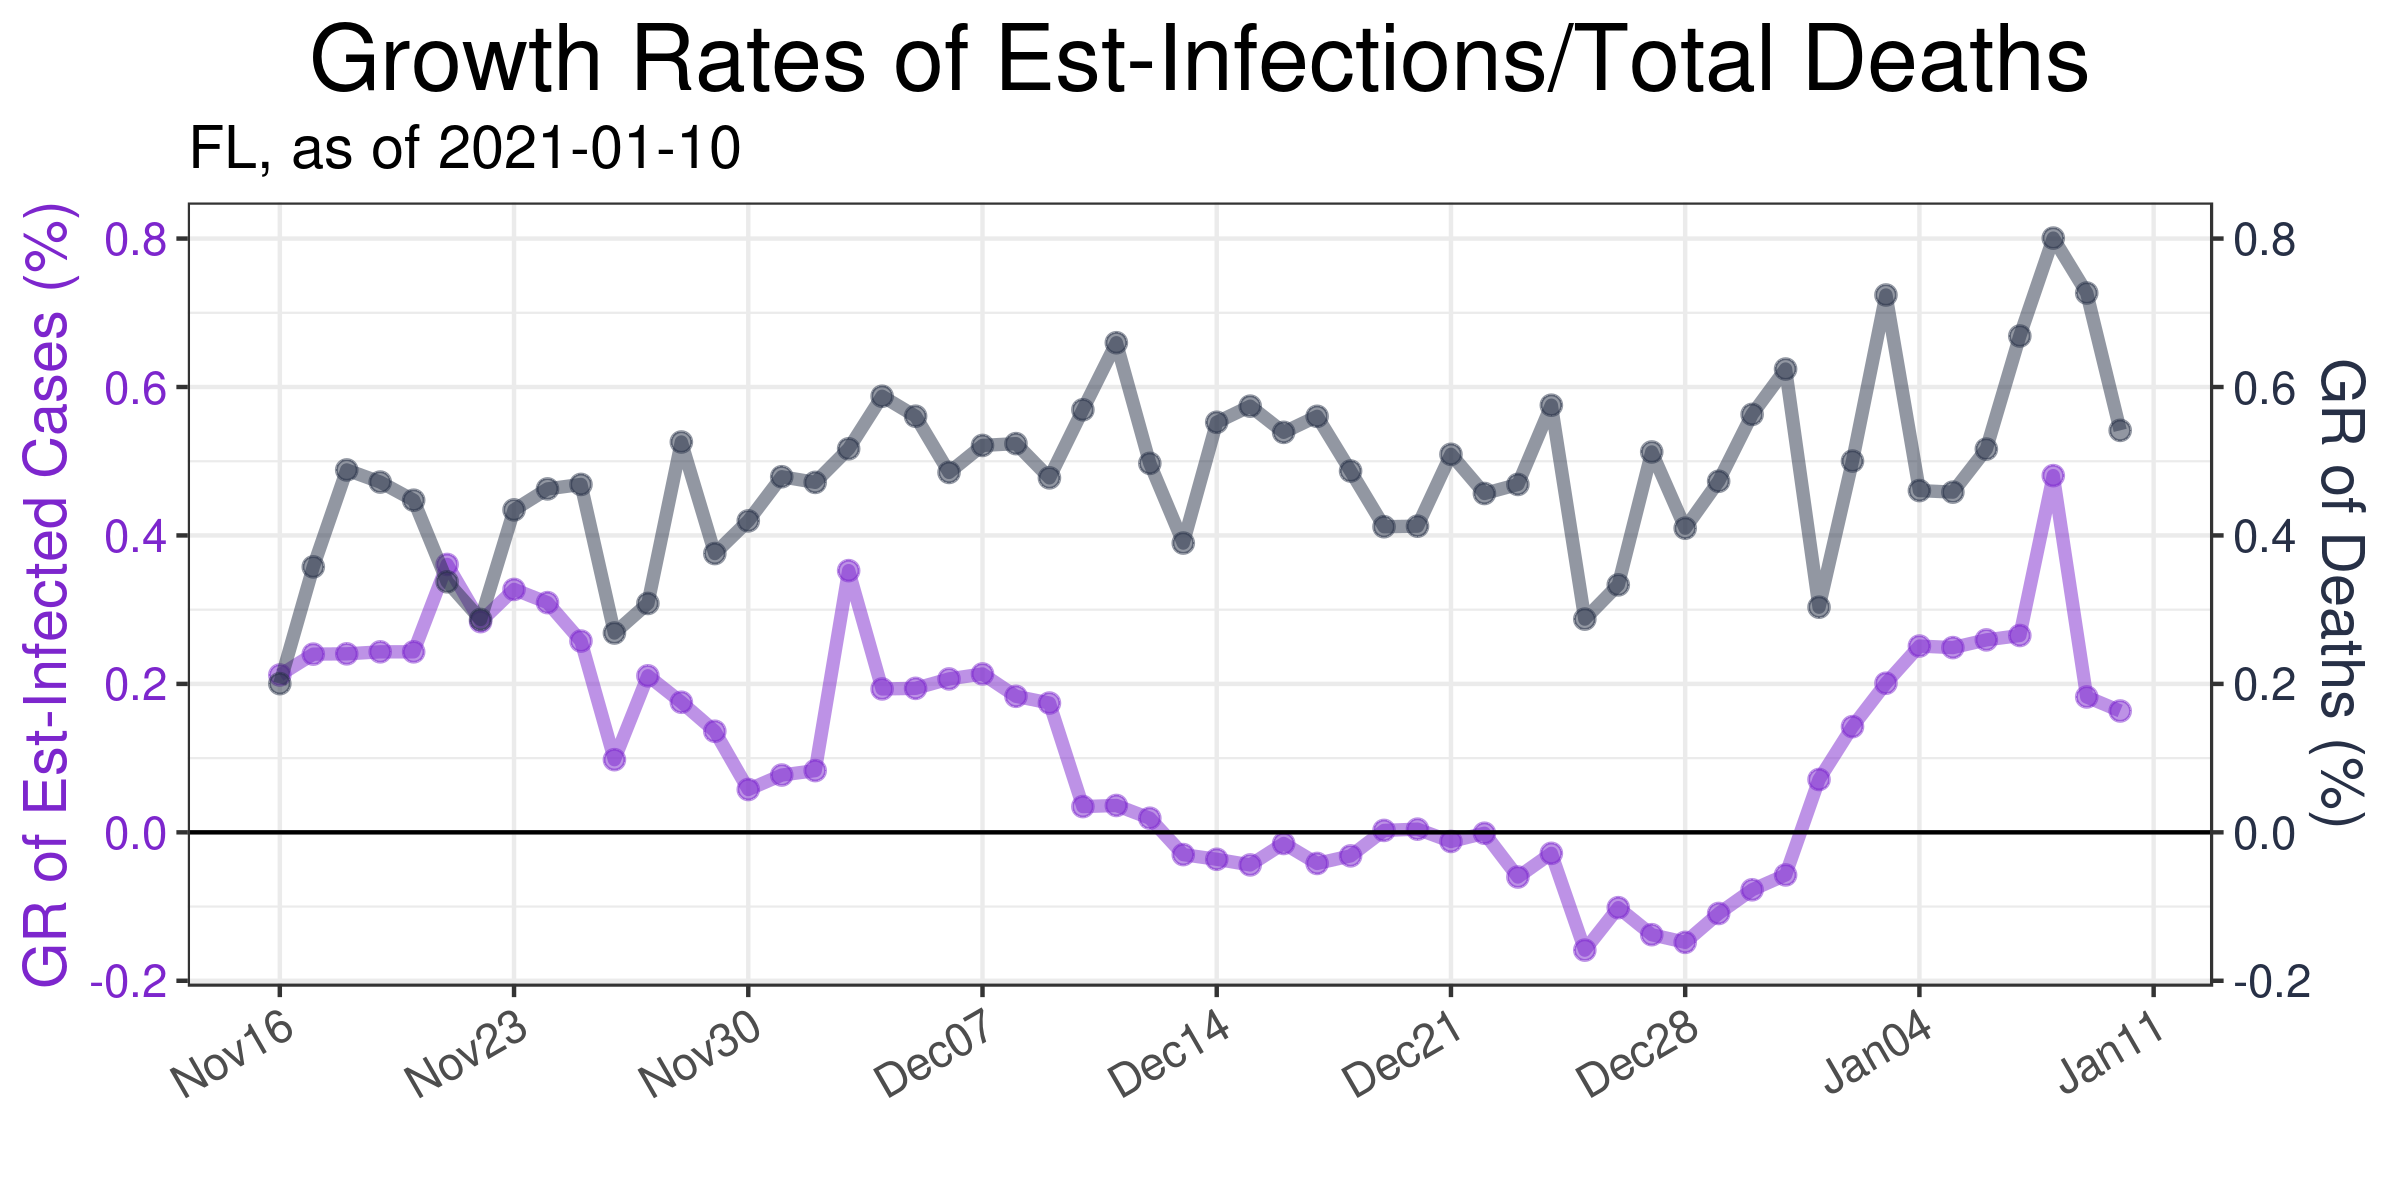 Growth Rates of Est-Infections/Total Deaths
FL, as of 2021-01-10
GR of Est-Infected Cases (%)
0.8
0.6
0.4
0.2
0.0
-0.2
0.8
0.6
0.4
0.2
0.0
-0.2
GR of Deaths (%)
Nov16
Nov23
Nov30
Dec07
Dec14
Dec21
Dec28
Jan04
Jan11